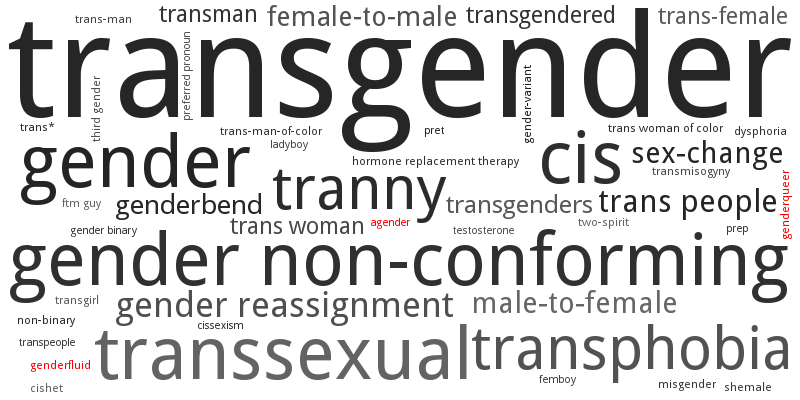 trans-man
transman
female-to-male
transgendered
trans-female
transgender
third gender
preferred pronoun
gender-variant
trans*
trans-man-of-color
pret
trans woman of color
dysphoria
ladyboy
gender
hormone replacement therapy
cis
sex-change
transmisogyny
tranny
genderqueer
ftm guy
genderbend
transgenders
trans people
trans woman
agender
two-spirit
gender binary
testosterone
prep
gender non-conforming
transgirl
gender reassignment
male-to-female
non-binary
cissexism
transpeople
transsexual
transphobia
genderfluid
cishet
femboy
misgender
shemale